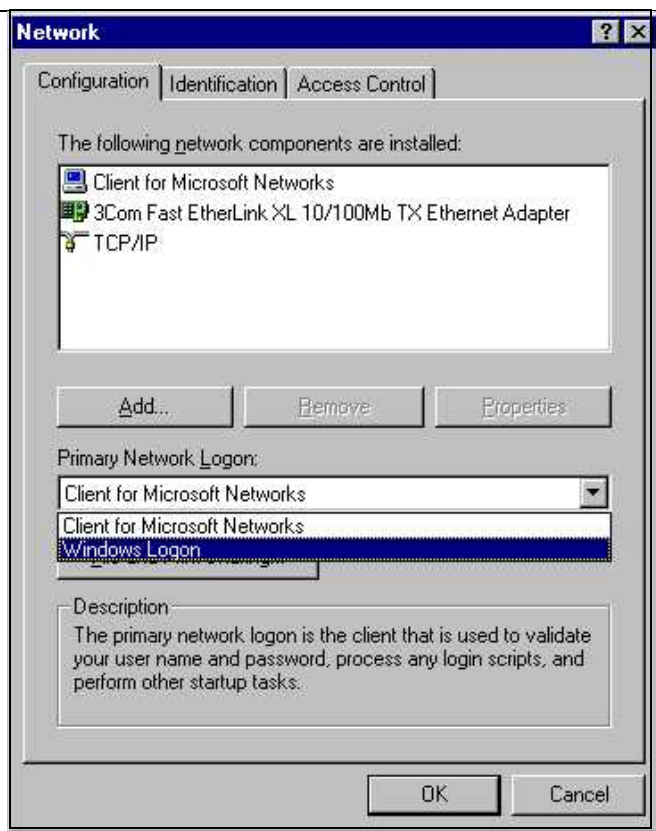 Network
Configuration
Identification
Access Control
The following network components are installed:
Client for Microsoft Networks
3Com Fast EtherLink XL 10/100Mb TX Ethernet Adapter
TCP/IP
Add...
Remove
Properties
Primary Network Logon:
Client for Microsoft Networks
Client for Microsoft Networks
Windows Logon
Description
The primary network logon is the client that is used to validate
your user name and password, process any login scripts, and
perform other startup tasks.
OK
Cancel